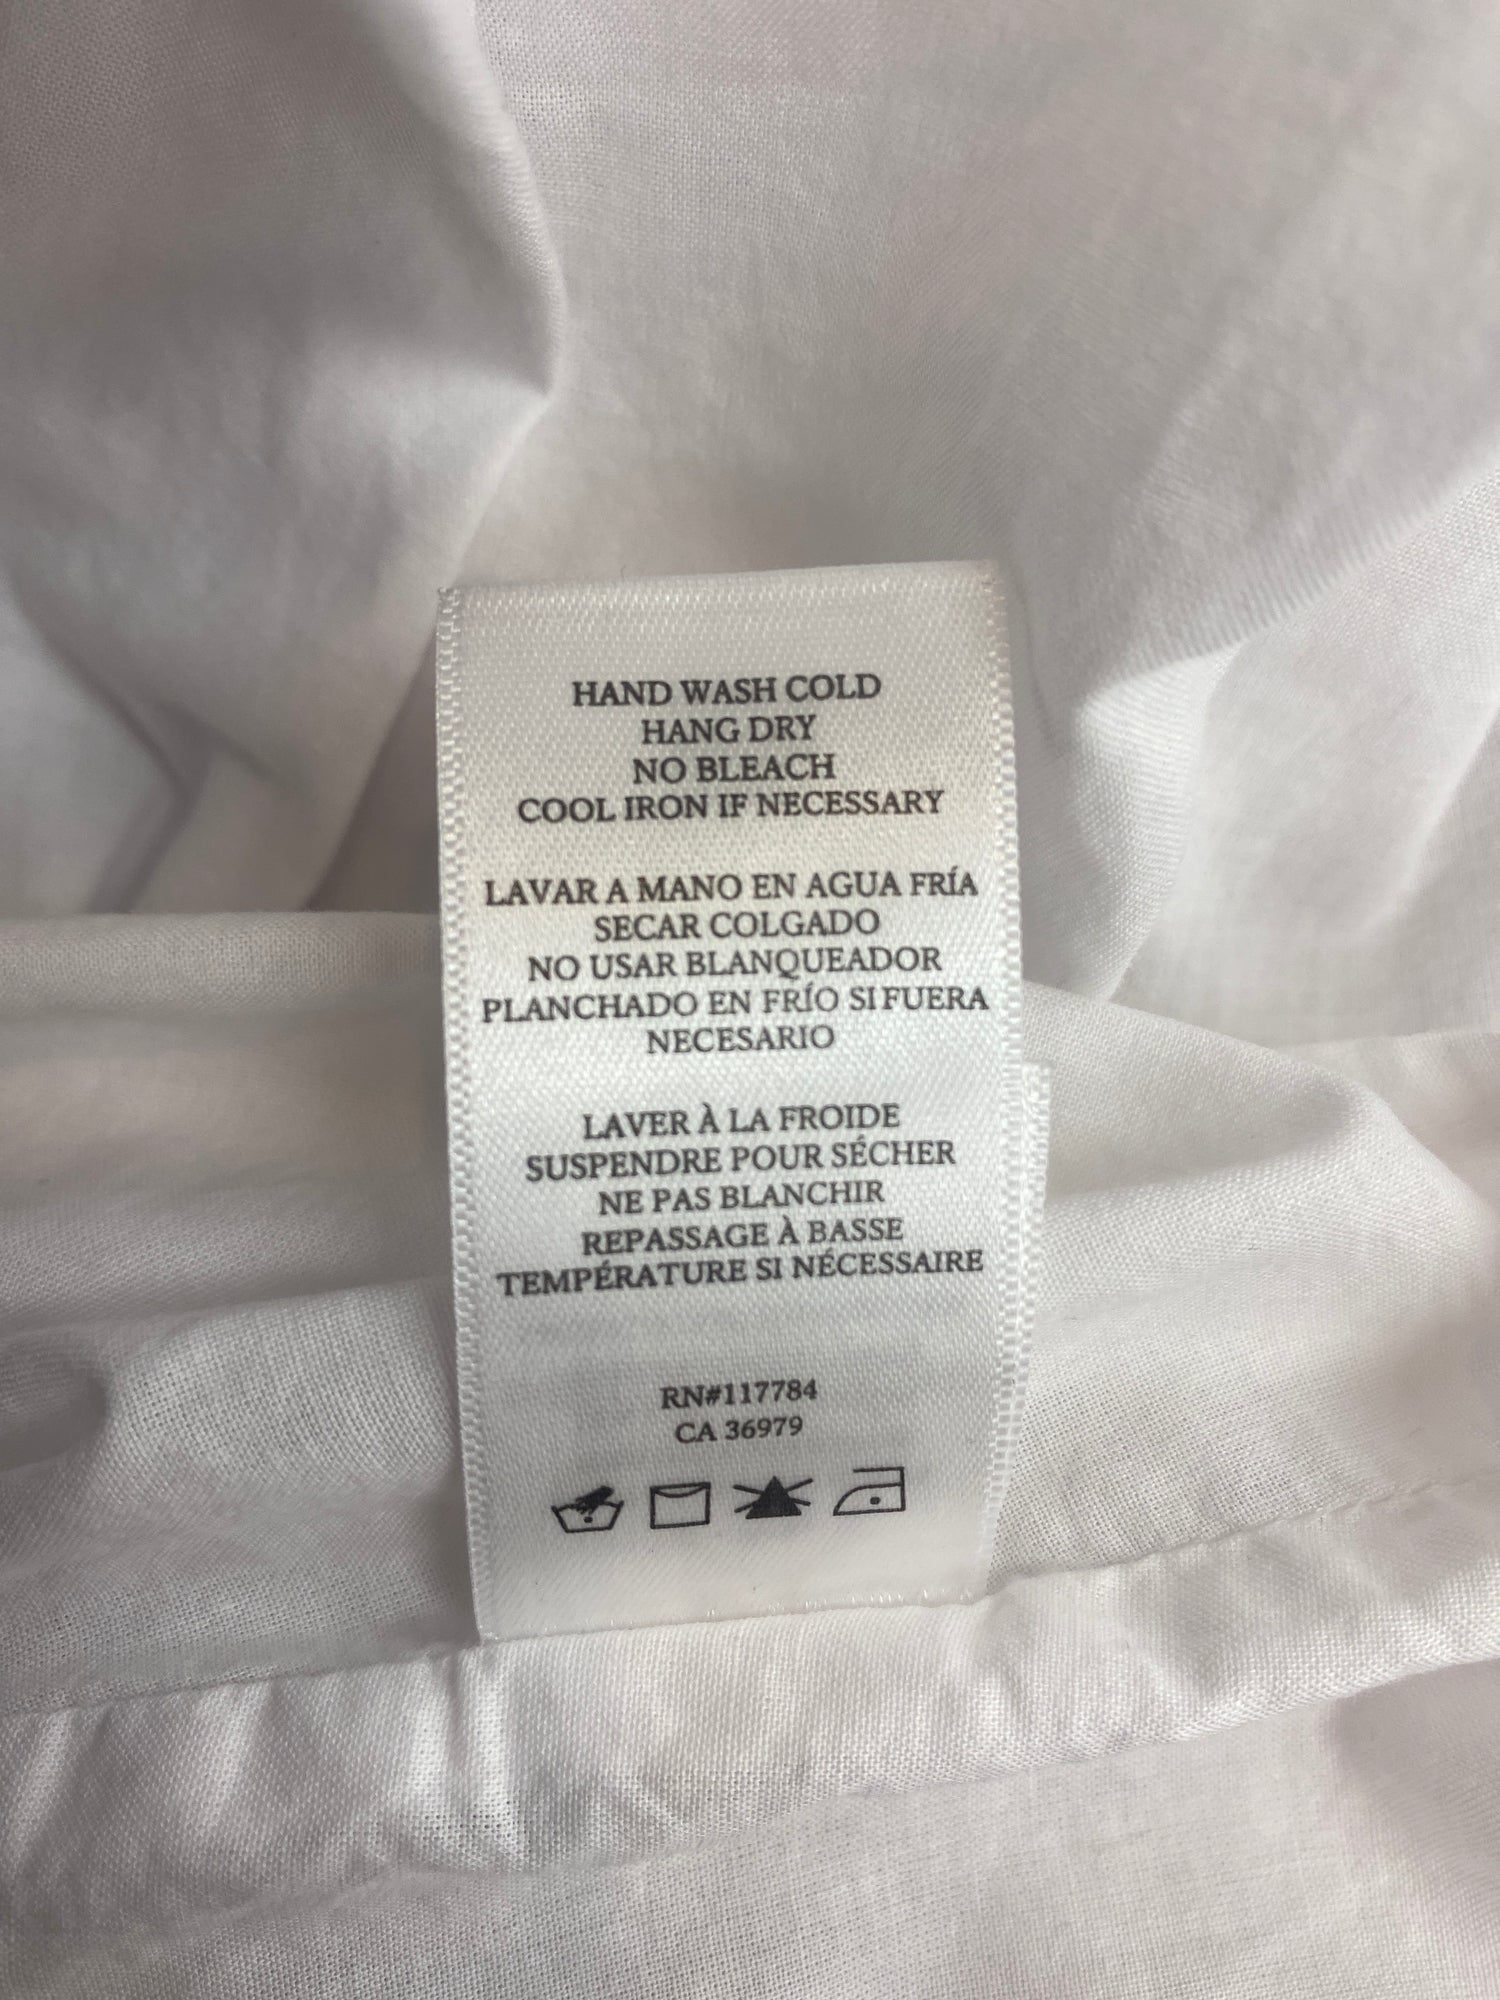 HAND WASH COLD
HANG DRY
NO BLEACH
COOL IRON IF NECESSARY
LAVAR A MANO EN AGUA FRÍA
SECAR COLGADO
NO USAR BLANQUEADOR
PLANCHADO EN FRÍO SI FUERA
NECESARIO
LAVER À LA FROIDE
SUSPENDRE POUR SÉCHER
NE PAS BLANCHIR
REPASSAGE À BASSE
TEMPÉRATURE SI NÉCESSAIRE
RN#117784
CA 36979